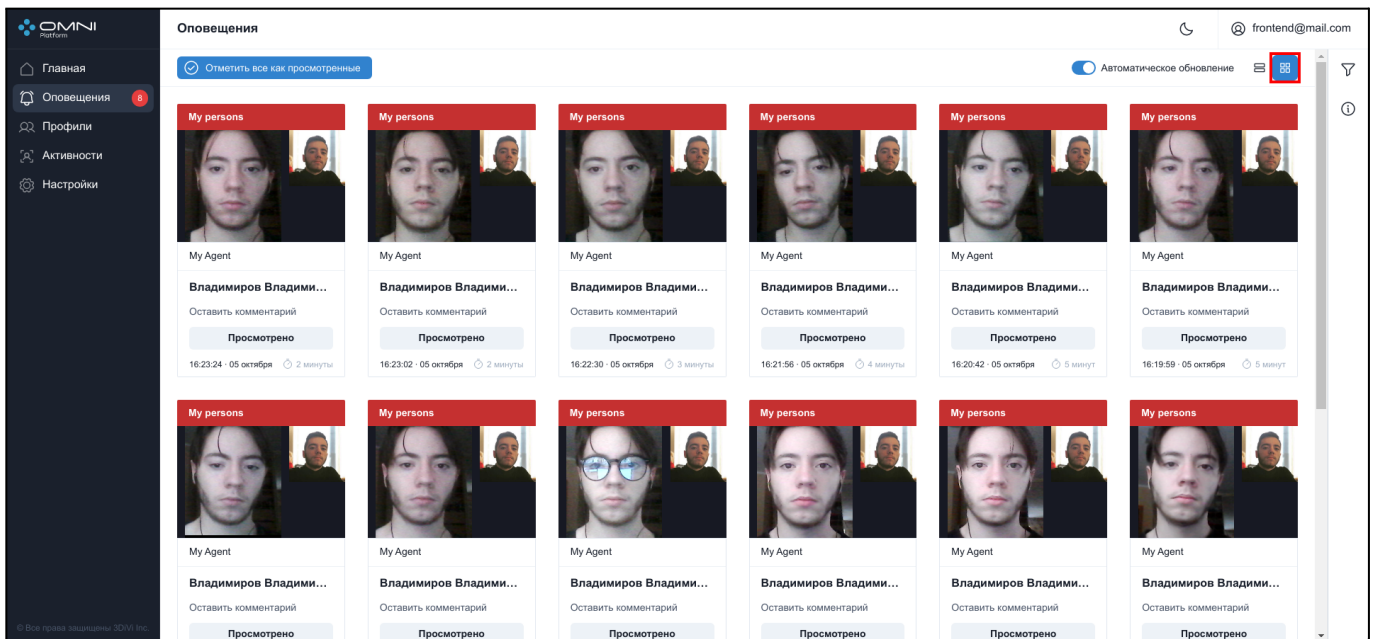 OMNI
Platform
Оповещения
frontend@mail.com
Главная
Оповещения 8
Профили
Активности
Настройки
Отметить все как просмотренные
Автоматическое обновление
My persons My persons My persons My persons My persons My persons
My Agent My Agent My Agent My Agent My Agent My Agent
Владимиров Владими... Владимиров Владими... Владимиров Владими... Владимиров Владими... Владимиров Владими... Владимиров Владими...
Оставить комментарий Оставить комментарий Оставить комментарий Оставить комментарий Оставить комментарий Оставить комментарий
Просмотрено Просмотрено Просмотрено Просмотрено Просмотрено Просмотрено
16:23:24 · 05 октября 2 минуты 16:23:02 · 05 октября 2 минуты 16:22:30 · 05 октября 3 минуты 16:21:56 · 05 октября 4 минуты 16:20:42 · 05 октября 5 минут 16:19:59 · 05 октября 5 минут
My persons My persons My persons My persons My persons My persons
My Agent My Agent My Agent My Agent My Agent My Agent
Владимиров Владими... Владимиров Владими... Владимиров Владими... Владимиров Владими... Владимиров Владими... Владимиров Владими...
Оставить комментарий Оставить комментарий Оставить комментарий Оставить комментарий Оставить комментарий Оставить комментарий
Просмотрено Просмотрено Просмотрено Просмотрено Просмотрено Просмотрено
© Все права защищены 3DiVi Inc.